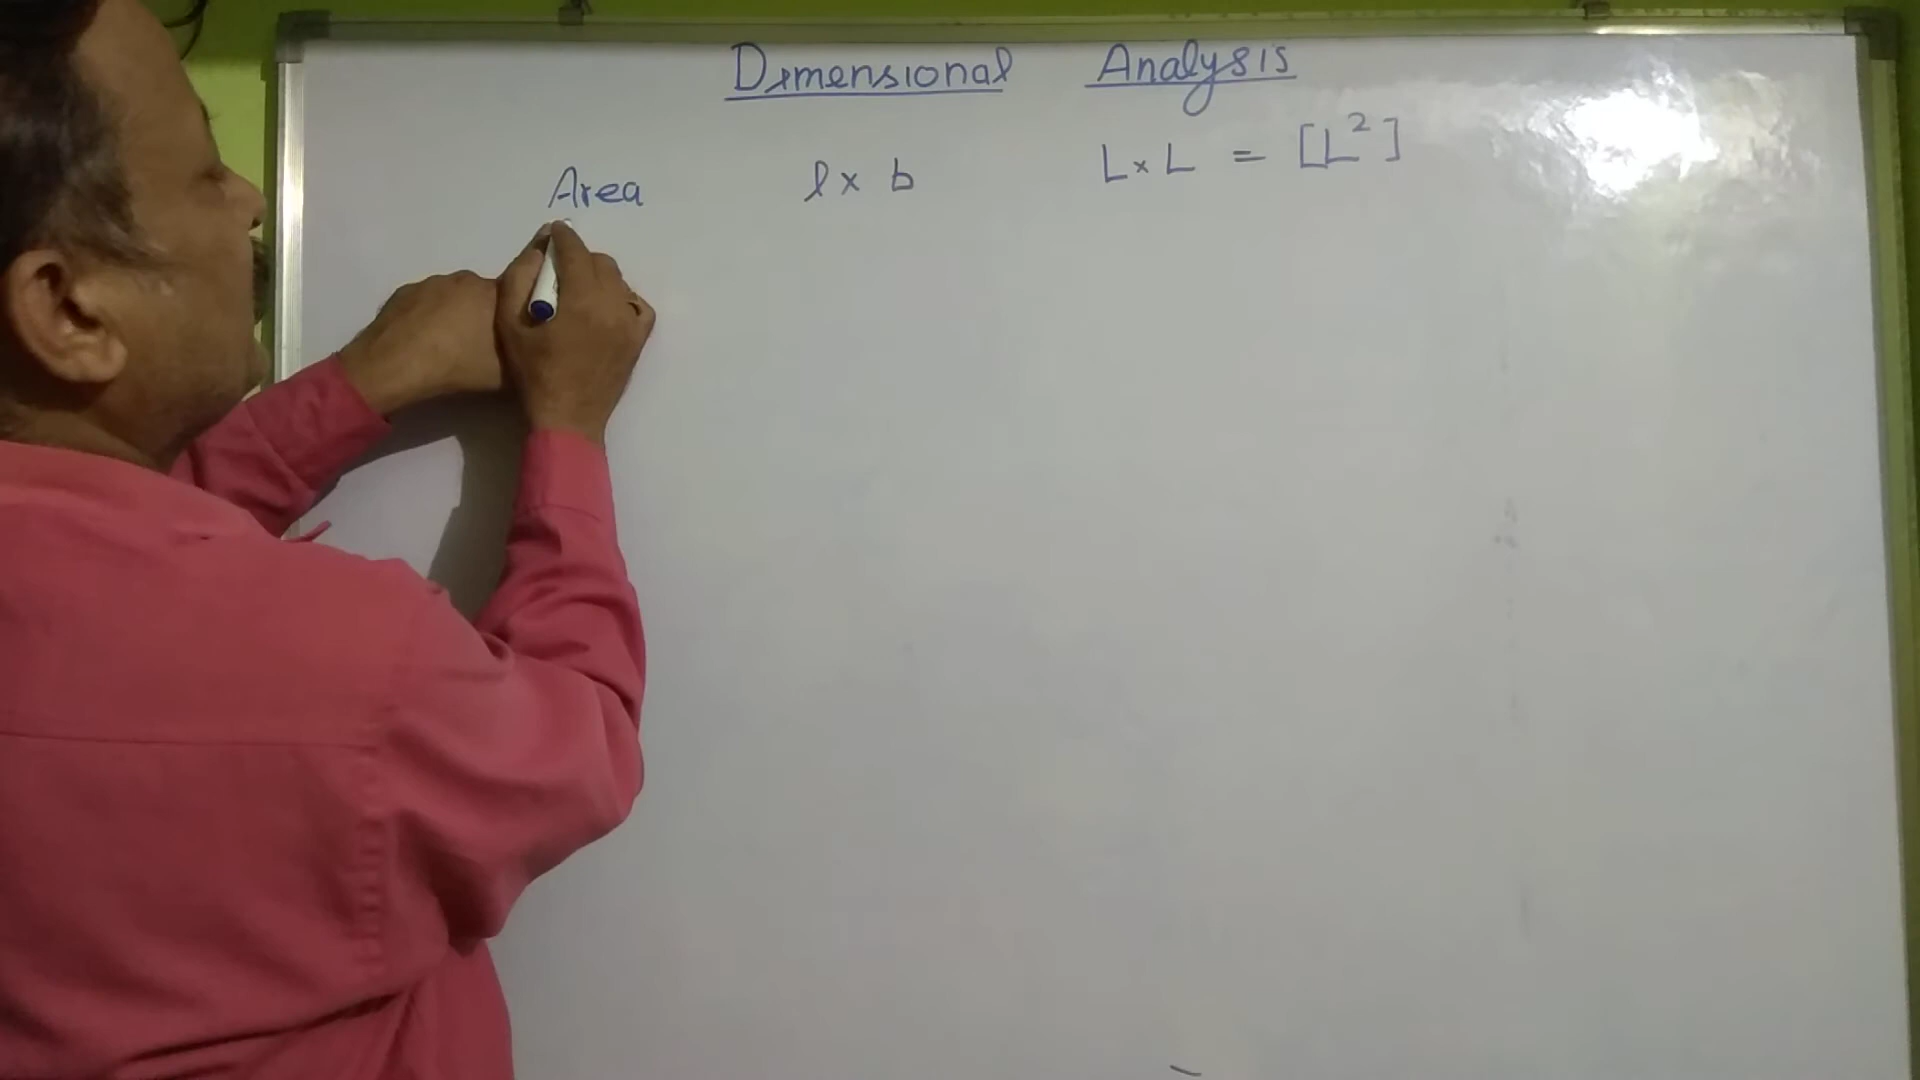 Dimensional Analysis
Area l × b L × L = [L²]